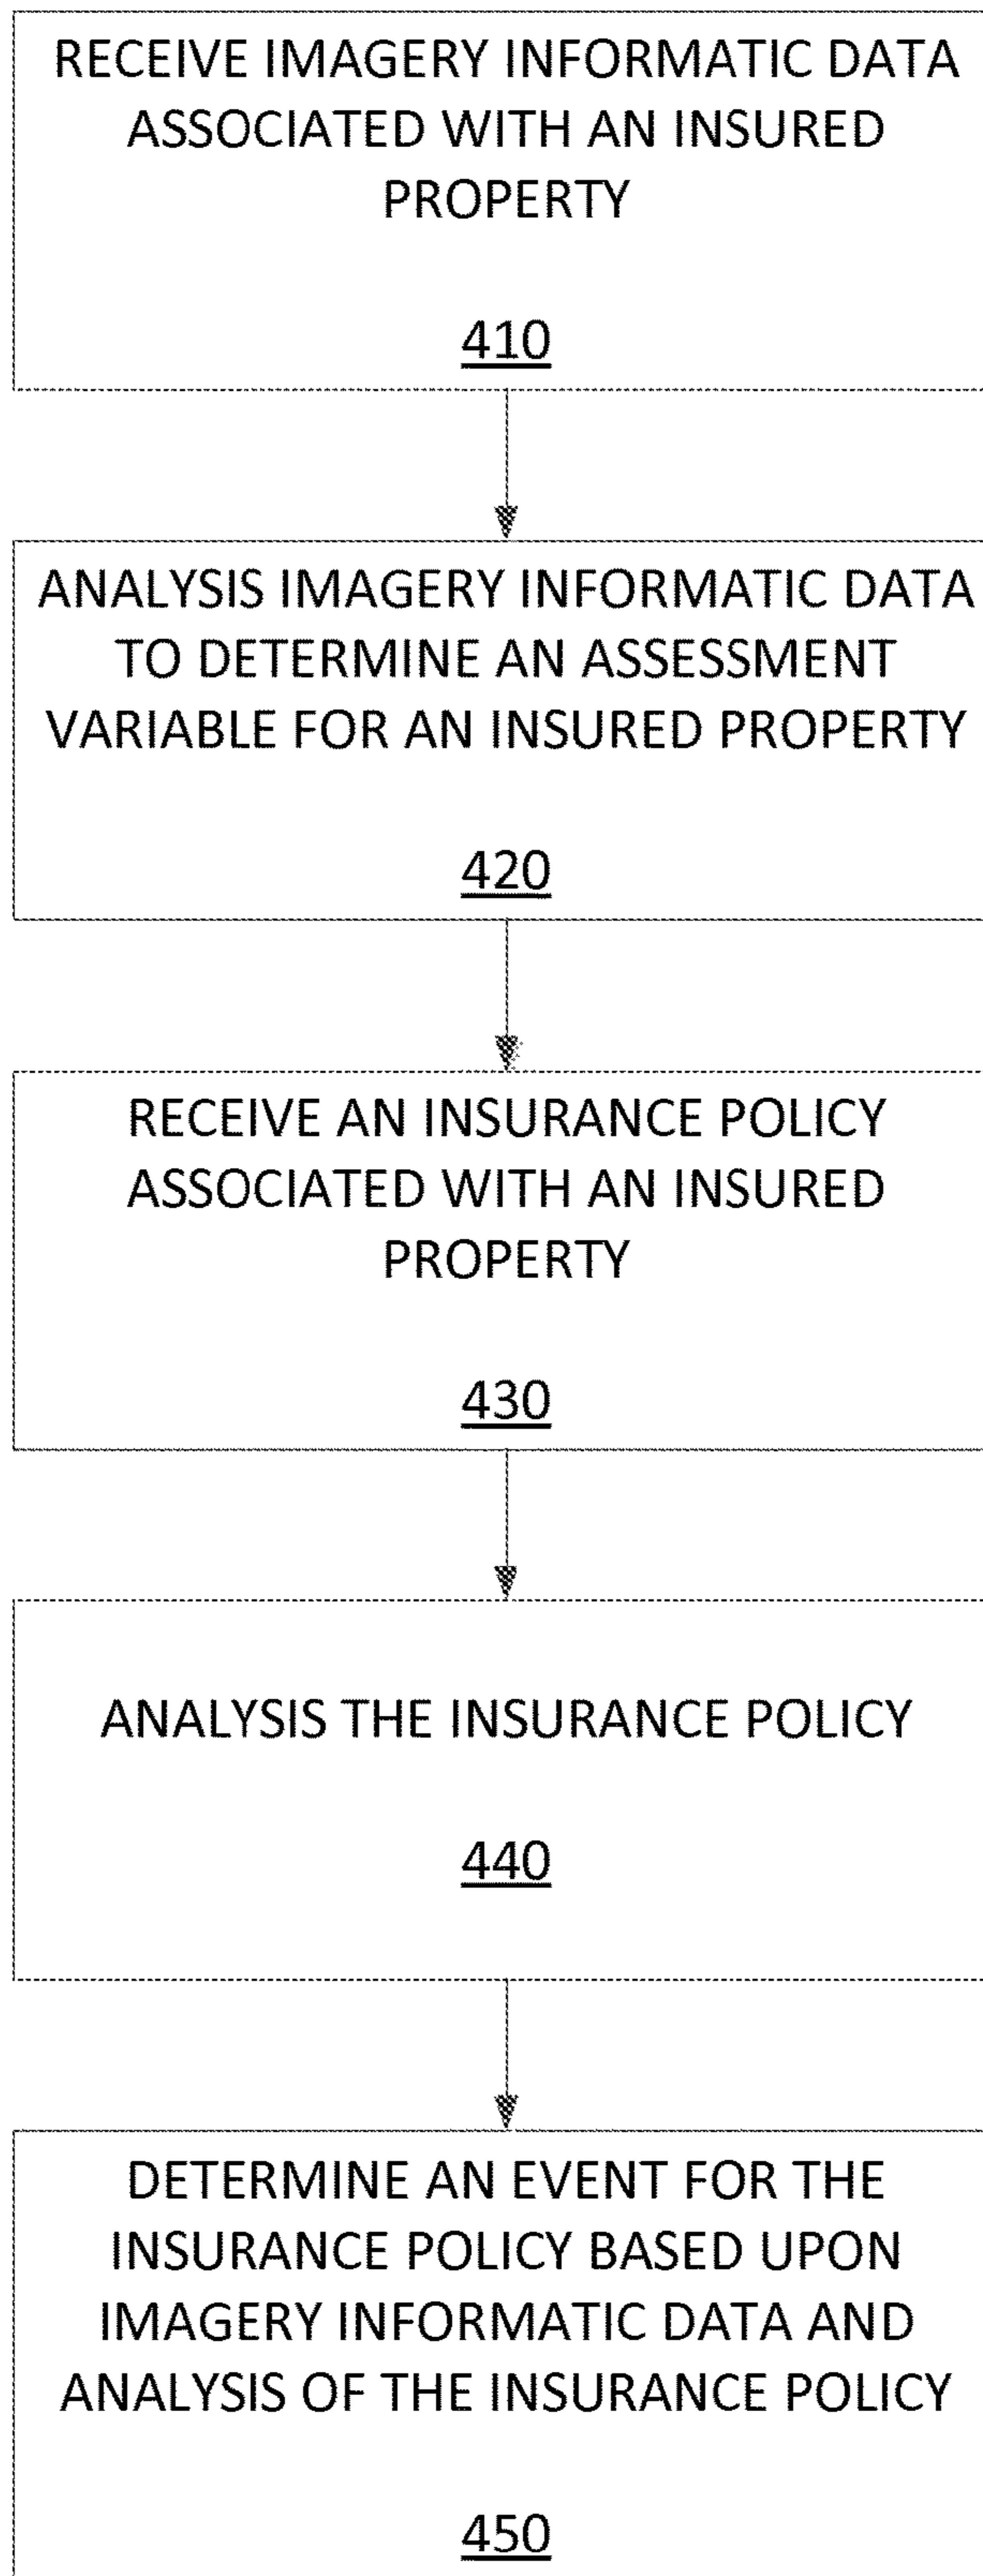 RECEIVE IMAGERY INFORMATIC DATA
ASSOCIATED WITH AN INSURED
PROPERTY
410
ANALYSIS IMAGERY INFORMATIC DATA
TO DETERMINE AN ASSESSMENT
VARIABLE FOR AN INSURED PROPERTY
420
RECEIVE AN INSURANCE POLICY
ASSOCIATED WITH AN INSURED
PROPERTY
430
ANALYSIS THE INSURANCE POLICY
440
DETERMINE AN EVENT FOR THE
INSURANCE POLICY BASED UPON
IMAGERY INFORMATIC DATA AND
ANALYSIS OF THE INSURANCE POLICY
450